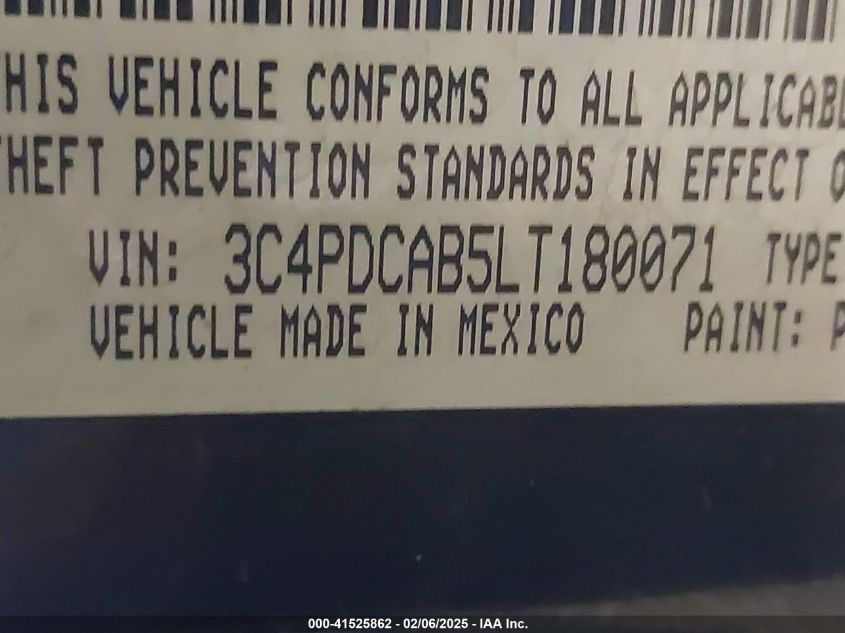 HIS VEHICLE CONFORMS TO ALL APPLICABL
HEFT PREVENTION STANDARDS IN EFFECT O
VIN: 3C4PDCAB5LT180071 TYPE
VEHICLE MADE IN MEXICO PAINT: P
000-41525862 - 02/06/2025 - IAA Inc.